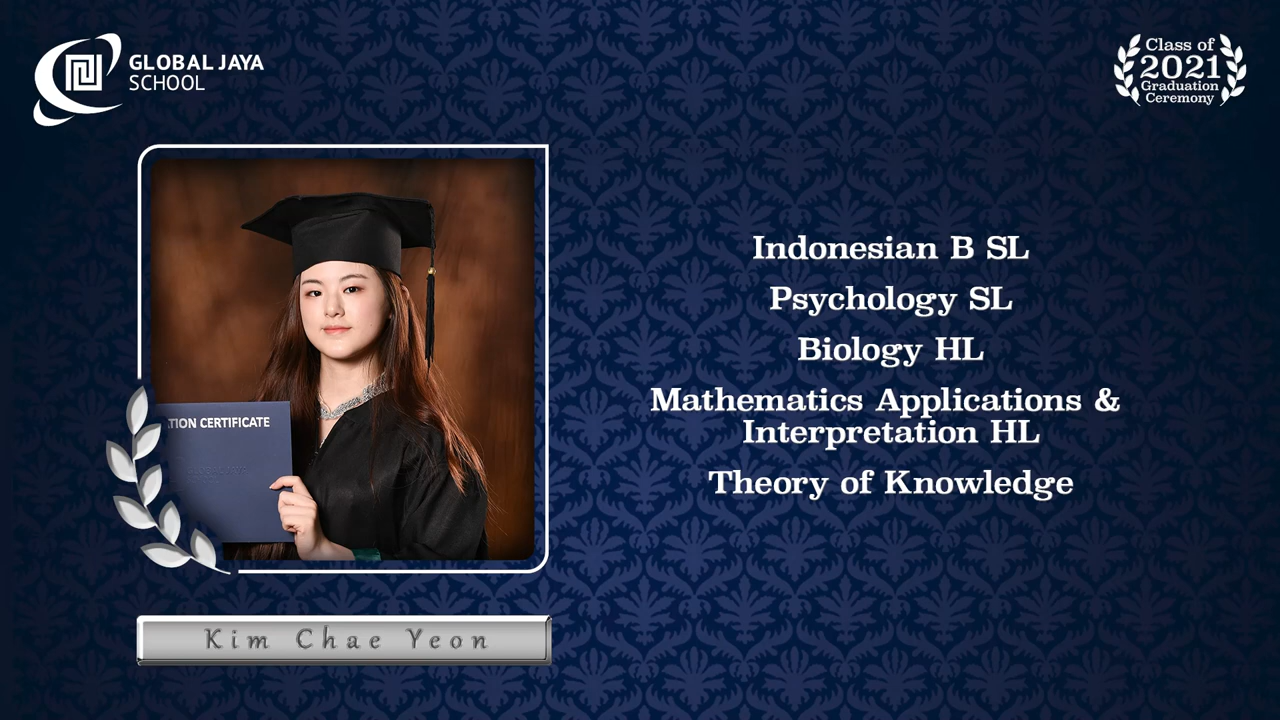 GLOBAL JAYA
SCHOOL
Class of
2021
Graduation
Ceremony
TION CERTIFICATE
Indonesian B SL
Psychology SL
Biology HL
Mathematics Applications &
Interpretation HL
Theory of Knowledge
Kim Chae Yeon